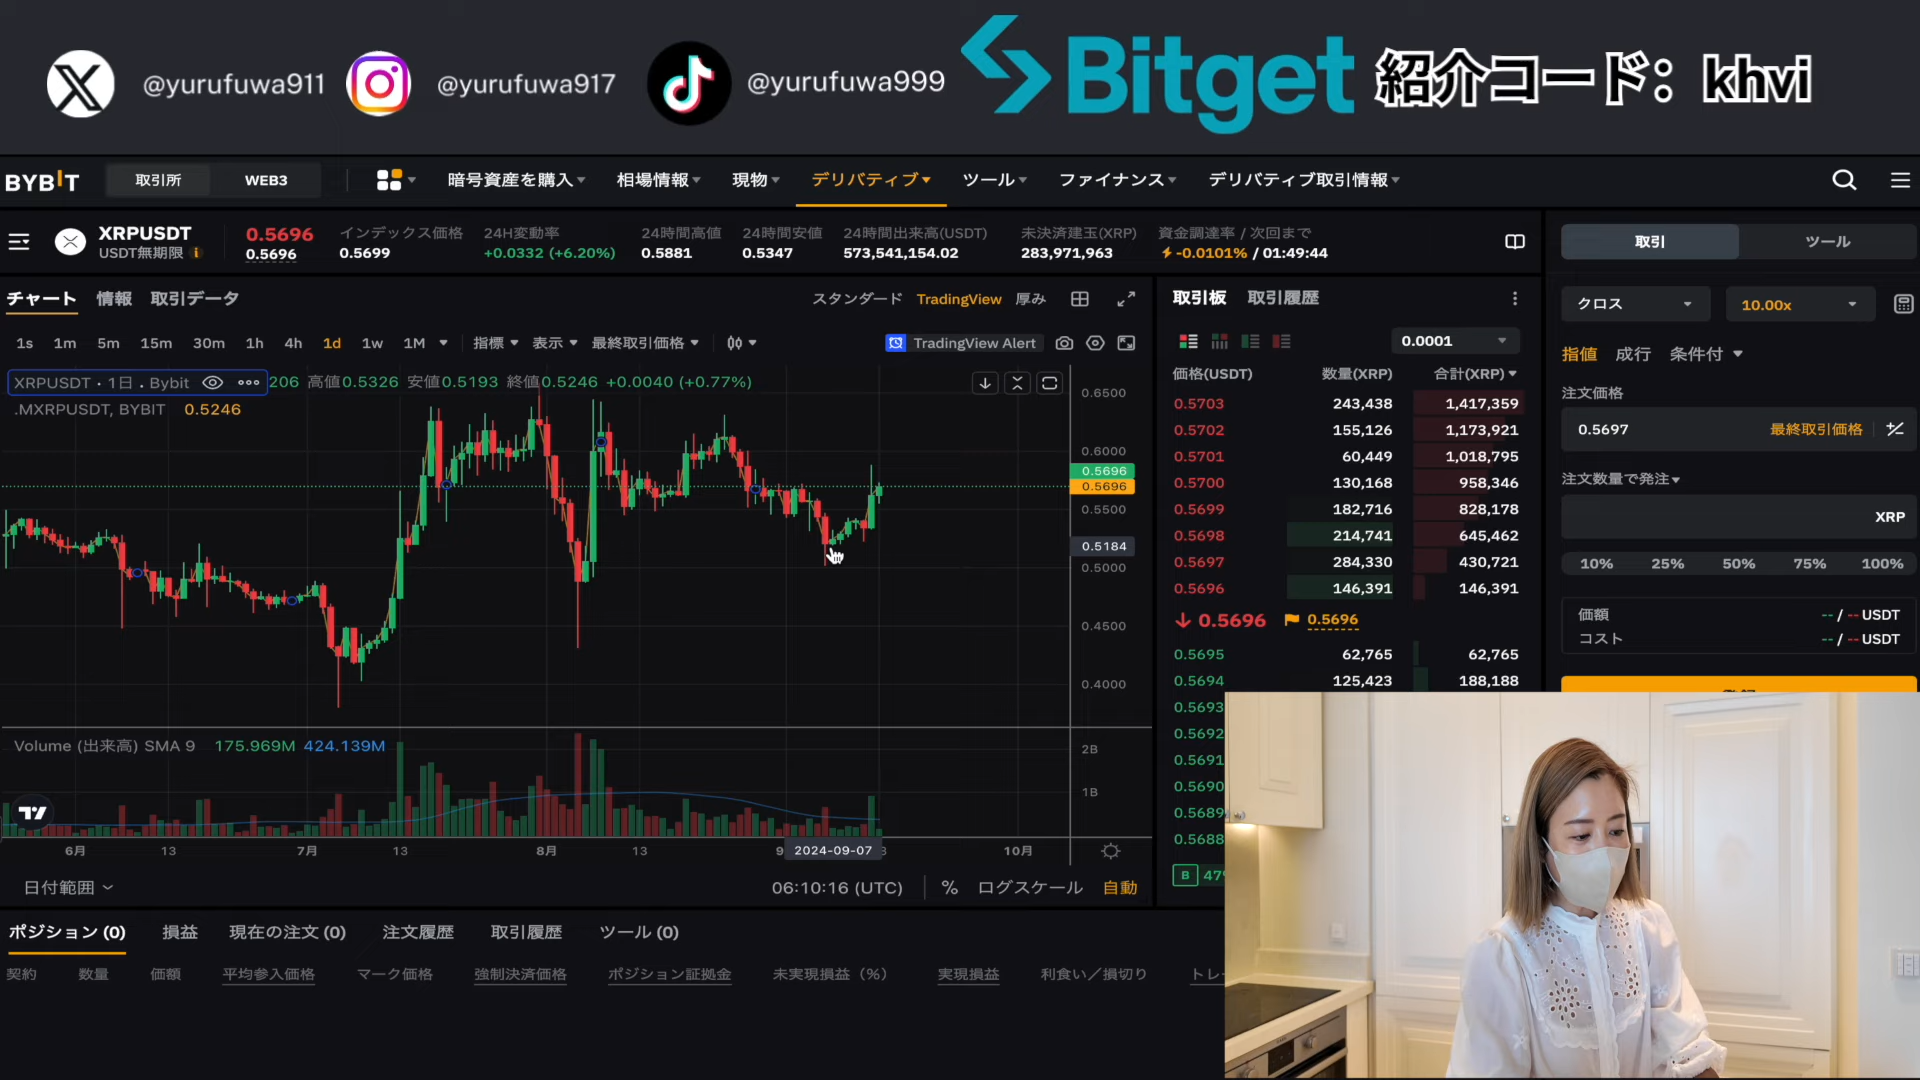 @yurufuwa911 @yurufuwa917 @yurufuwa999 Bitget 紹介コード：khvi
BYBIT 取引所 WEB3 暗号資産を購入 相場情報 現物 デリバティブ ツール ファイナンス デリバティブ取引情報
XRPUSDT
USDT無期限
0.5696
0.5696
インデックス価格
0.5699
24H変動率
+0.0332 (+6.20%)
24時間高値
0.5881
24時間安値
0.5347
24時間出来高(USDT)
573,541,154.02
未決済建玉(XRP)
283,971,963
資金調達率 / 次回まで
-0.0101% / 01:49:44
チャート 情報 取引データ スタンダード TradingView 厚み
1s 1m 5m 15m 30m 1h 4h 1d 1w 1M 指標 表示 最終取引価格 TradingView Alert
XRPUSDT · 1日 . Bybit 206 高値0.5326 安値0.5193 終値0.5246 +0.0040 (+0.77%)
.MXRPUSDT, BYBIT 0.5246
0.6500
0.6000
0.5696
0.5696
0.5500
0.5184
0.5000
0.4500
0.4000
Volume (出来高) SMA 9 175.969M 424.139M
2B
1B
6月 13 7月 13 8月 13 2024-09-07 10月
日付範囲 06:10:16 (UTC) % ログスケール 自動
取引板 取引履歴
0.0001
価格(USDT) 数量(XRP) 合計(XRP)
0.5703 243,438 1,417,359
0.5702 155,126 1,173,921
0.5701 60,449 1,018,795
0.5700 130,168 958,346
0.5699 182,716 828,178
0.5698 214,741 645,462
0.5697 284,330 430,721
0.5696 146,391 146,391
0.5696 0.5696
0.5695 62,765 62,765
0.5694 125,423 188,188
0.5693
0.5692
0.5691
0.5690
0.5689
0.5688
B 47
取引 ツール
クロス 10.00x
指値 成行 条件付
注文価格
0.5697 最終取引価格
注文数量で発注
XRP
10% 25% 50% 75% 100%
価額 -- / -- USDT
コスト -- / -- USDT
ポジション (0) 損益 現在の注文 (0) 注文履歴 取引履歴 ツール (0)
契約 数量 価額 平均参入価格 マーク価格 強制決済価格 ポジション証拠金 未実現損益（%） 実現損益 利食い／損切り トレ